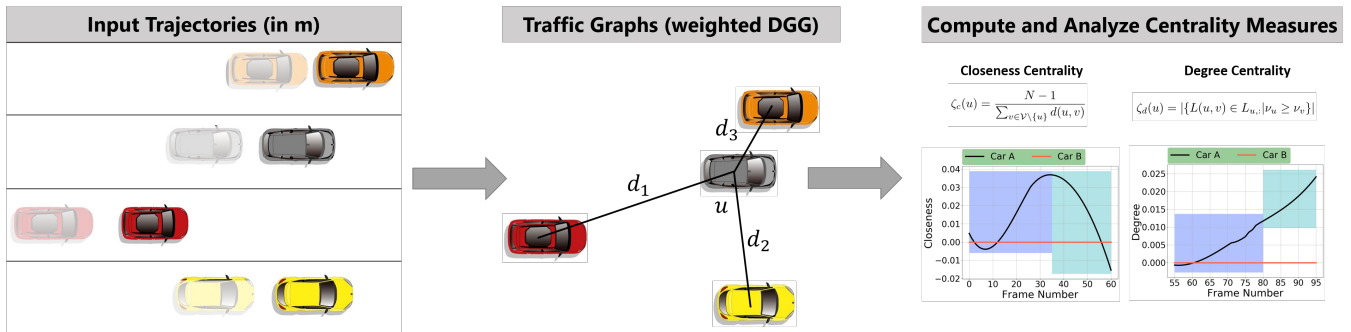 Input Trajectories (in m)
Traffic Graphs (weighted DGG)
d₃
d₁
u
d₂
Compute and Analyze Centrality Measures
Closeness Centrality
ζc(u) = N − 1 / ∑v∈𝒱\{u} d(u, v)
Car A Car B
0.04
0.03
0.02
0.01
0.00
−0.01
−0.02
Closeness
0 10 20 30 40 50 60
Frame Number
Degree Centrality
ζd(u) = |{L(u, v) ∈ Lu,:|νu ≥ νv}|
Car A Car B
0.025
0.020
0.015
0.010
0.005
0.000
Degree
55 60 65 70 75 80 85 90 95
Frame Number